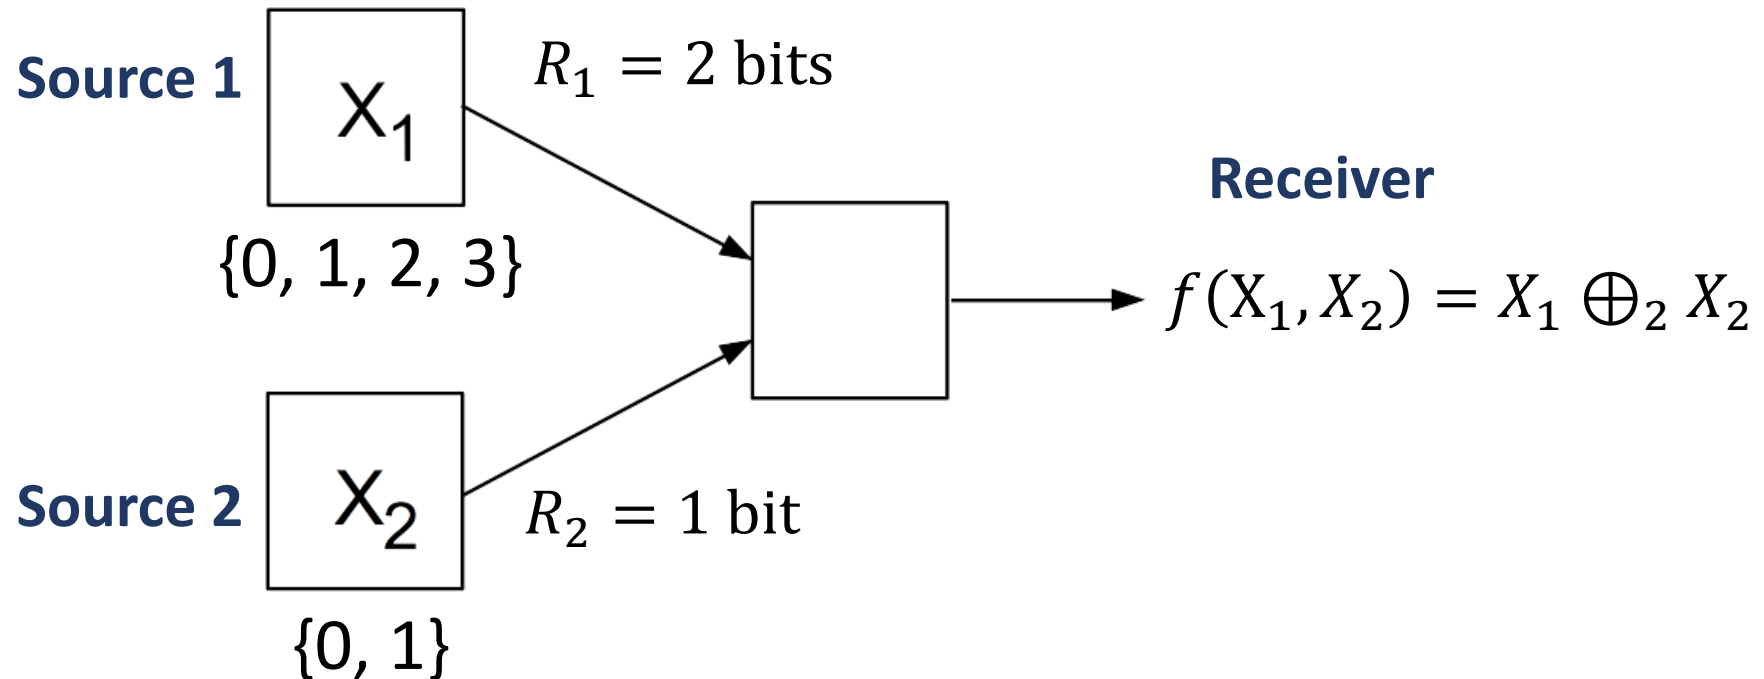 Source 1
X₁
R₁ = 2 bits
{0, 1, 2, 3}
Receiver
f(X₁, X₂) = X₁ ⊕₂ X₂
Source 2
X₂
R₂ = 1 bit
{0, 1}